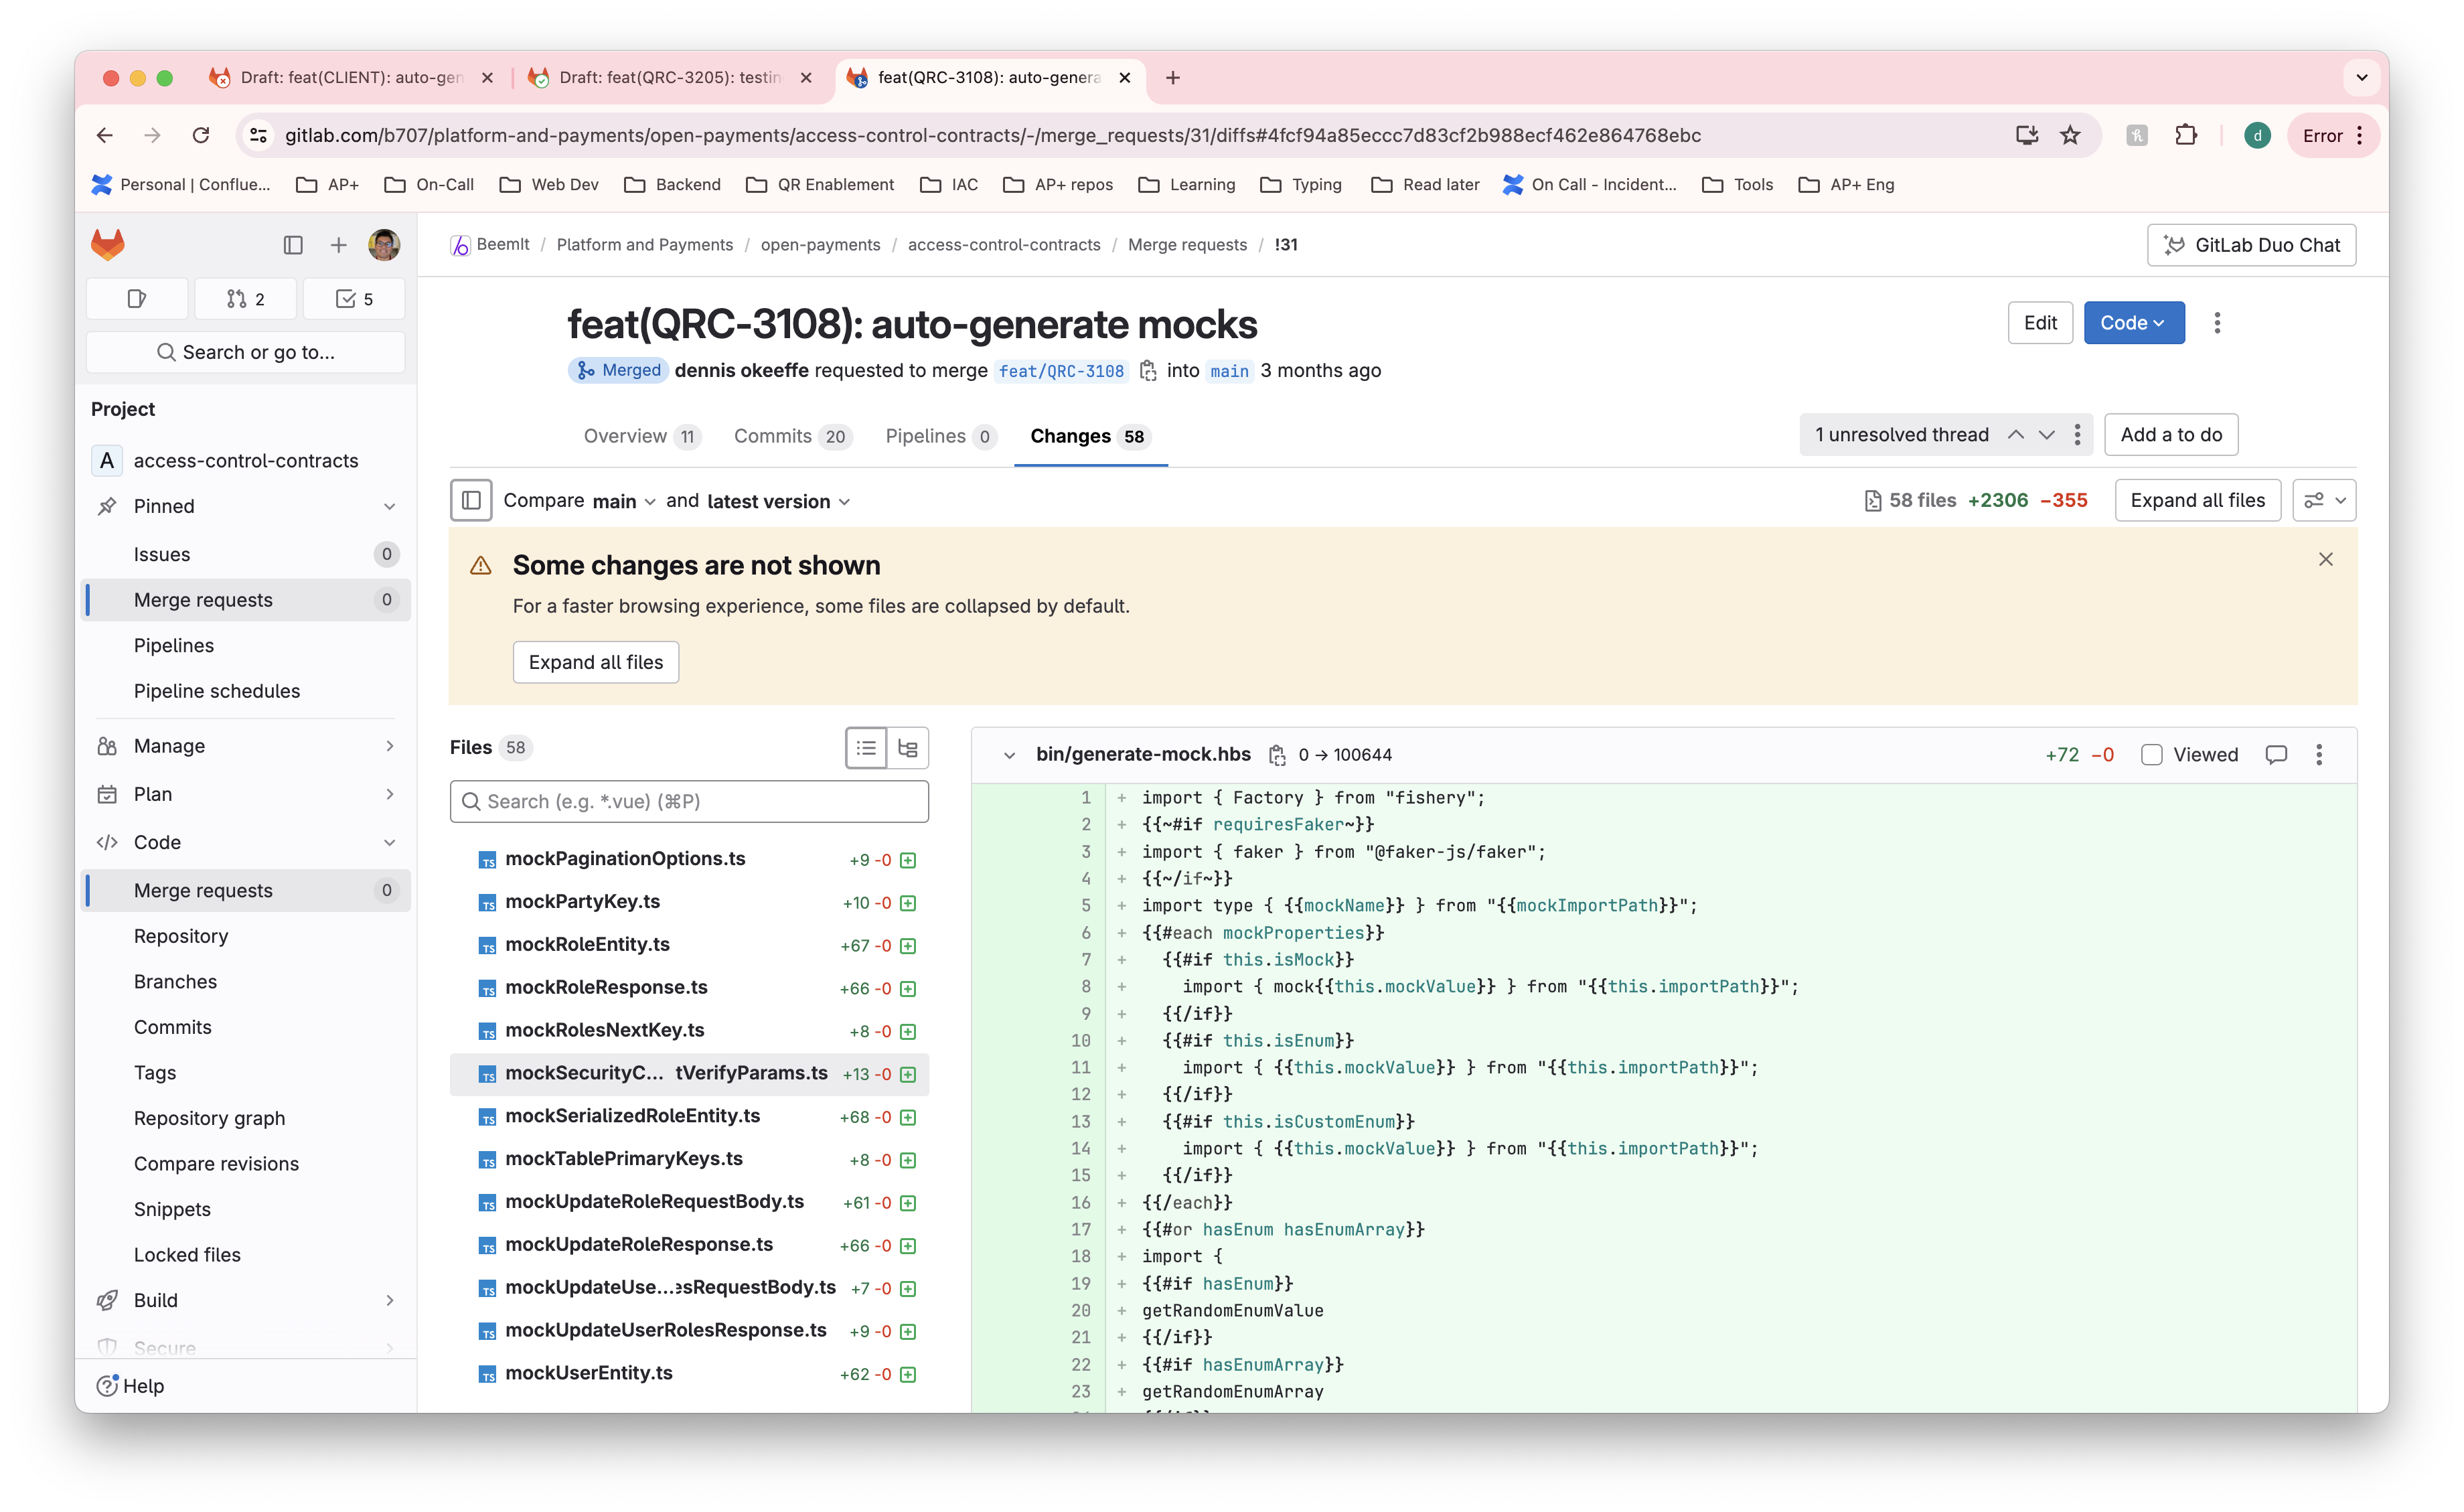 Draft: feat(CLIENT): auto-gen
Draft: feat(QRC-3205): testin
feat(QRC-3108): auto-genera
gitlab.com/b707/platform-and-payments/open-payments/access-control-contracts/-/merge_requests/31/diffs#4fcf94a85eccc7d83cf2b988ecf462e864768ebc
d
Error
Personal | Conflue...
AP+
On-Call
Web Dev
Backend
QR Enablement
IAC
AP+ repos
Learning
Typing
Read later
On Call - Incident...
Tools
AP+ Eng
2
5
Search or go to...
Project
A access-control-contracts
Pinned
Issues 0
Merge requests 0
Pipelines
Pipeline schedules
Manage
Plan
Code
Merge requests 0
Repository
Branches
Commits
Tags
Repository graph
Compare revisions
Snippets
Locked files
Build
Secure
Help
BeemIt / Platform and Payments / open-payments / access-control-contracts / Merge requests / !31
GitLab Duo Chat
feat(QRC-3108): auto-generate mocks
Edit
Code
Merged dennis okeeffe requested to merge feat/QRC-3108 into main 3 months ago
Overview 11
Commits 20
Pipelines 0
Changes 58
1 unresolved thread
Add a to do
Compare main and latest version
58 files +2306 −355
Expand all files
Some changes are not shown
For a faster browsing experience, some files are collapsed by default.
Expand all files
Files 58
Search (e.g. *.vue) (⌘P)
mockPaginationOptions.ts +9 -0
mockPartyKey.ts +10 -0
mockRoleEntity.ts +67 -0
mockRoleResponse.ts +66 -0
mockRolesNextKey.ts +8 -0
mockSecurityC... tVerifyParams.ts +13 -0
mockSerializedRoleEntity.ts +68 -0
mockTablePrimaryKeys.ts +8 -0
mockUpdateRoleRequestBody.ts +61 -0
mockUpdateRoleResponse.ts +66 -0
mockUpdateUse...esRequestBody.ts +7 -0
mockUpdateUserRolesResponse.ts +9 -0
mockUserEntity.ts +62 -0
bin/generate-mock.hbs 0 → 100644
+72 −0
Viewed
1 + import { Factory } from "fishery";
2 + {{~#if requiresFaker~}}
3 + import { faker } from "@faker-js/faker";
4 + {{~/if~}}
5 + import type { {{mockName}} } from "{{mockImportPath}}";
6 + {{#each mockProperties}}
7 + {{#if this.isMock}}
8 + import { mock{{this.mockValue}} } from "{{this.importPath}}";
9 + {{/if}}
10 + {{#if this.isEnum}}
11 + import { {{this.mockValue}} } from "{{this.importPath}}";
12 + {{/if}}
13 + {{#if this.isCustomEnum}}
14 + import { {{this.mockValue}} } from "{{this.importPath}}";
15 + {{/if}}
16 + {{/each}}
17 + {{#or hasEnum hasEnumArray}}
18 + import {
19 + {{#if hasEnum}}
20 + getRandomEnumValue
21 + {{/if}}
22 + {{#if hasEnumArray}}
23 + getRandomEnumArray